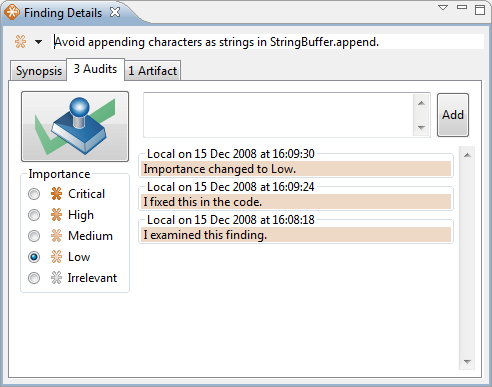 Finding Details
Avoid appending characters as strings in StringBuffer.append.
Synopsis
3 Audits
1 Artifact
Add
Importance
Critical
High
Medium
Low
Irrelevant
Local on 15 Dec 2008 at 16:09:30
Importance changed to Low.
Local on 15 Dec 2008 at 16:09:24
I fixed this in the code.
Local on 15 Dec 2008 at 16:08:18
I examined this finding.